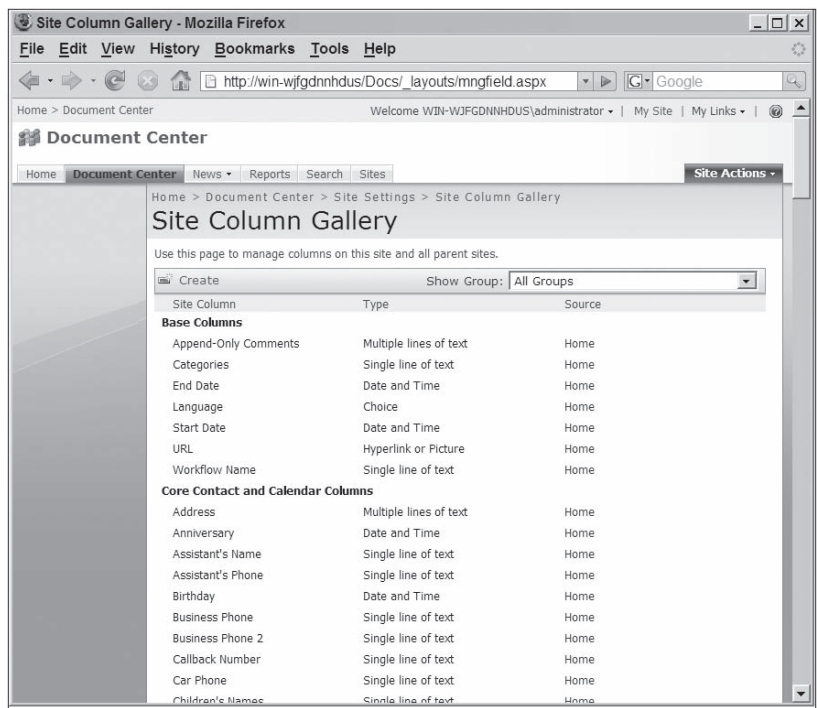 Site Column Gallery - Mozilla Firefox
File Edit View History Bookmarks Tools Help
http://win-wjfgdnnhdus/Docs/_layouts/mngfield.aspx G Google
Home > Document Center Welcome WIN-WJFGDNNHDUS\administrator | My Site | My Links |
Document Center
Home Document Center News Reports Search Sites Site Actions
Home > Document Center > Site Settings > Site Column Gallery
Site Column Gallery
Use this page to manage columns on this site and all parent sites.
Create Show Group: All Groups
Site Column Type Source
Base Columns
Append-Only Comments Multiple lines of text Home
Categories Single line of text Home
End Date Date and Time Home
Language Choice Home
Start Date Date and Time Home
URL Hyperlink or Picture Home
Workflow Name Single line of text Home
Core Contact and Calendar Columns
Address Multiple lines of text Home
Anniversary Date and Time Home
Assistant's Name Single line of text Home
Assistant's Phone Single line of text Home
Birthday Date and Time Home
Business Phone Single line of text Home
Business Phone 2 Single line of text Home
Callback Number Single line of text Home
Car Phone Single line of text Home
Children's Names Single line of text Home